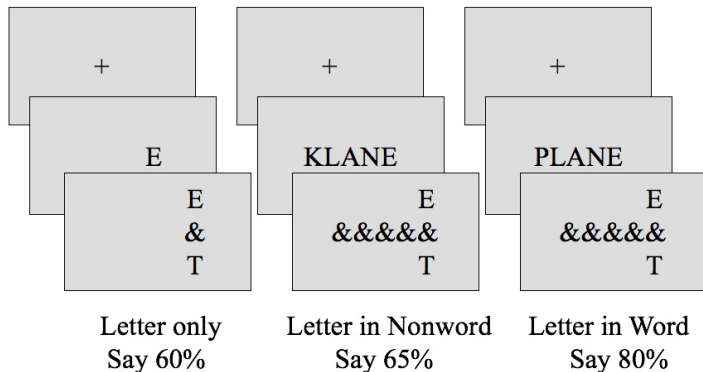 +
E
E
&
T
Letter only
Say 60%
+
KLANE
E
&&&&&
T
Letter in Nonword
Say 65%
+
PLANE
E
&&&&&
T
Letter in Word
Say 80%